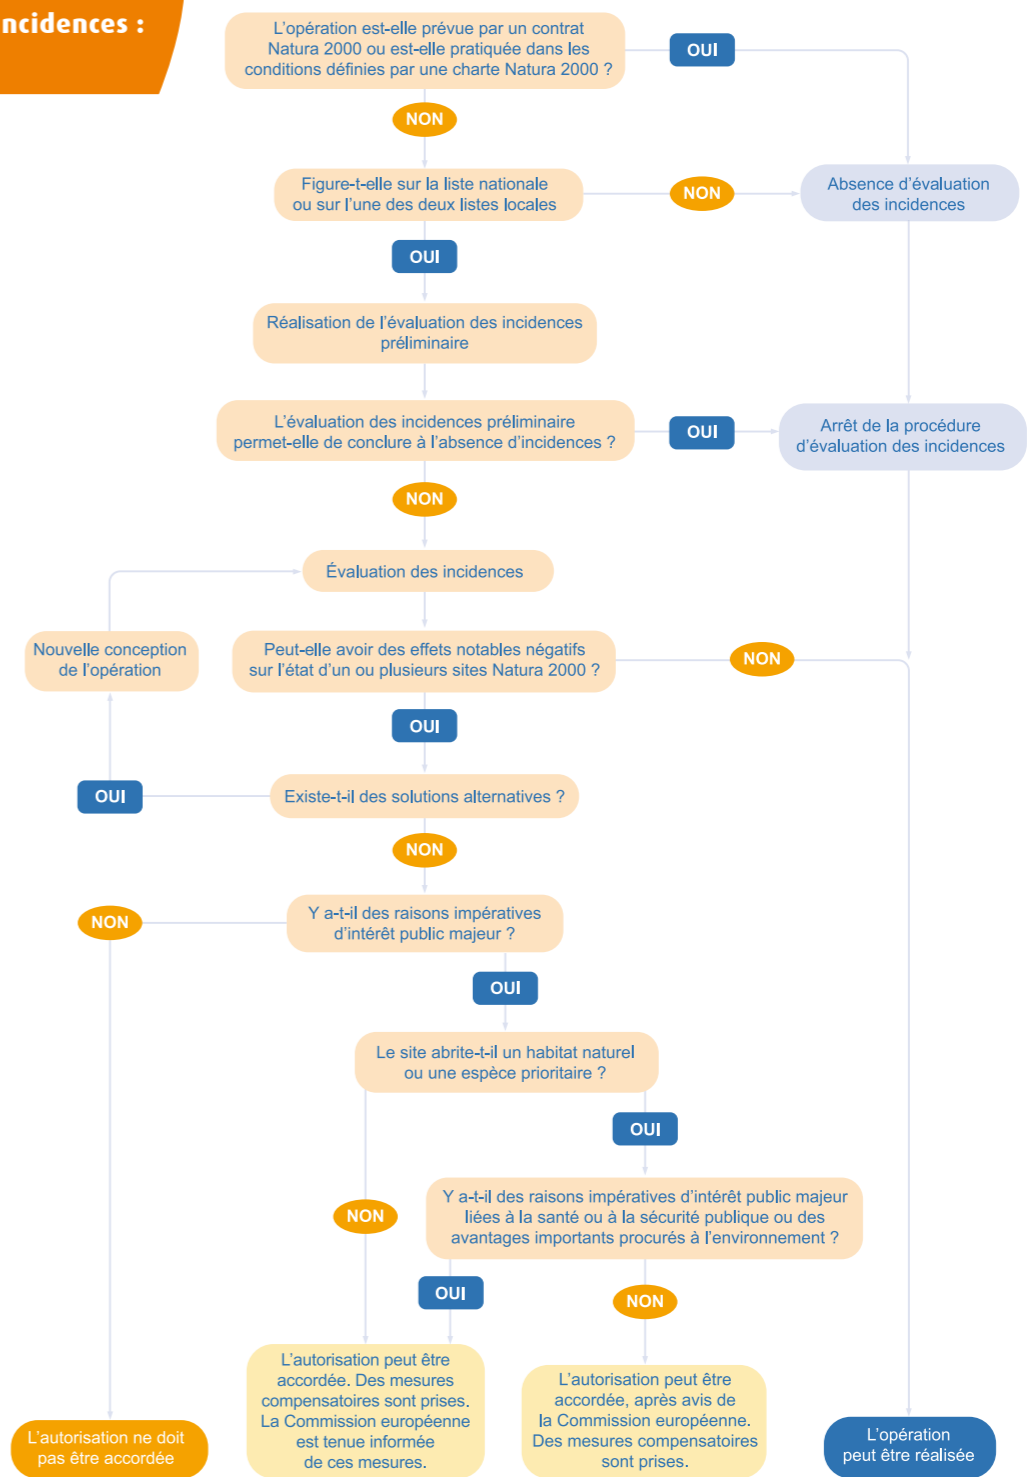 ncidences :
L'opération est-elle prévue par un contrat
Natura 2000 ou est-elle pratiquée dans les
conditions définies par une charte Natura 2000 ?
OUI
NON
Figure-t-elle sur la liste nationale
ou sur l'une des deux listes locales
NON
Absence d'évaluation
des incidences
OUI
Réalisation de l'évaluation des incidences
préliminaire
L'évaluation des incidences préliminaire
permet-elle de conclure à l'absence d'incidences ?
OUI
Arrêt de la procédure
d'évaluation des incidences
NON
Évaluation des incidences
Nouvelle conception
de l'opération
Peut-elle avoir des effets notables négatifs
sur l'état d'un ou plusieurs sites Natura 2000 ?
NON
OUI
OUI
Existe-t-il des solutions alternatives ?
NON
NON
Y a-t-il des raisons impératives
d'intérêt public majeur ?
OUI
Le site abrite-t-il un habitat naturel
ou une espèce prioritaire ?
OUI
NON
Y a-t-il des raisons impératives d'intérêt public majeur
liées à la santé ou à la sécurité publique ou des
avantages importants procurés à l'environnement ?
OUI
NON
L'autorisation ne doit
pas être accordée
L'autorisation peut être
accordée. Des mesures
compensatoires sont prises.
La Commission européenne
est tenue informée
de ces mesures.
L'autorisation peut être
accordée, après avis de
la Commission européenne.
Des mesures compensatoires
sont prises.
L'opération
peut être réalisée